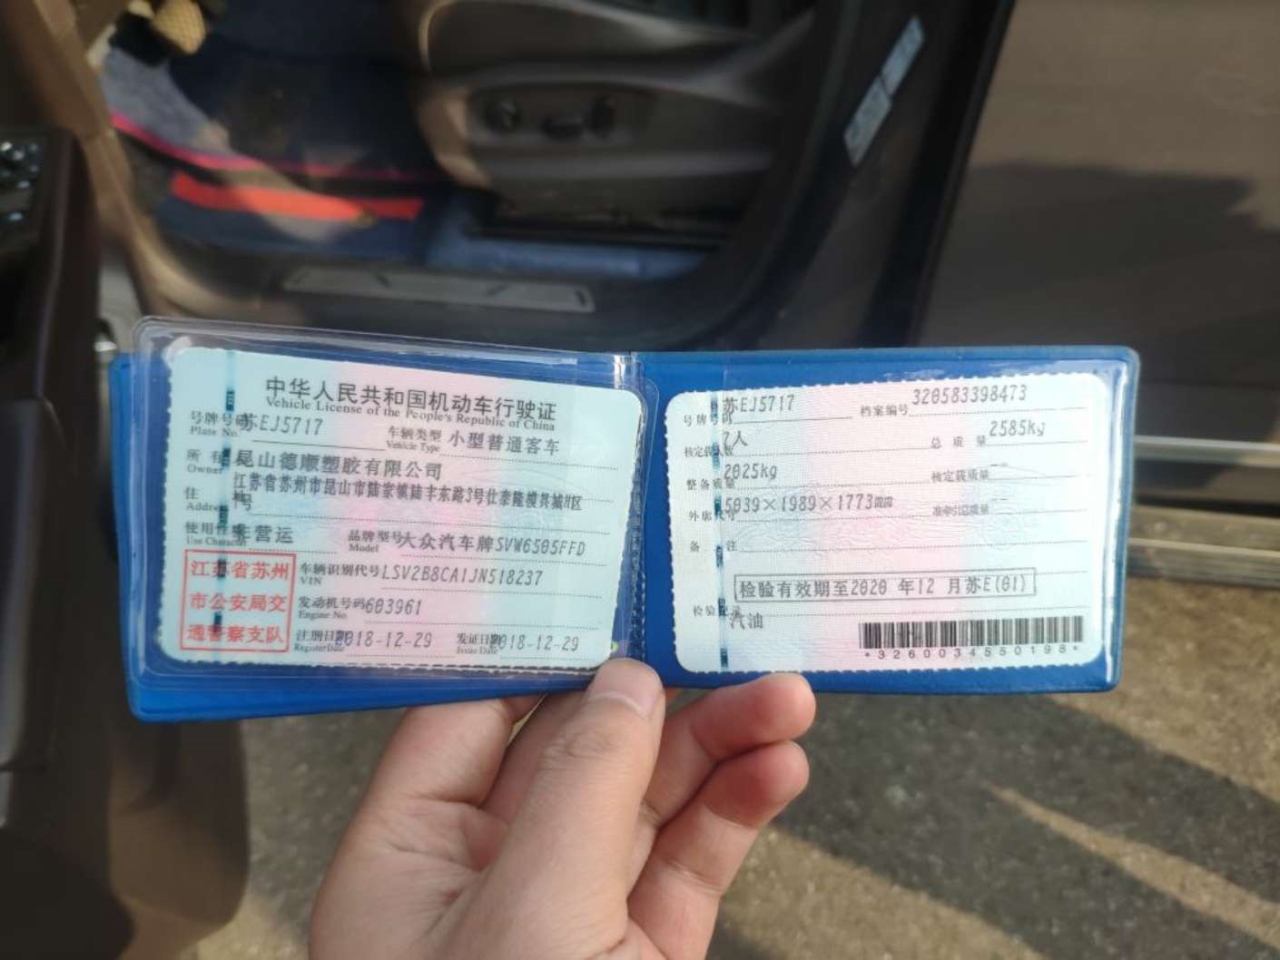 中华人民共和国机动车行驶证
Vehicle License of the People's Republic of China
号牌号码 苏EJ5717 车辆类型 小型普通客车
Plate No. Vehicle Type
所有 昆山德顺塑胶有限公司
Owner
住 江苏省苏州市昆山市陆家镇陆丰东路3号仕泰隆模具城H区
Address 号
使用性 非营运 品牌型号 大众汽车牌SVW6505FFD
Use Character Model
江苏省苏州
市公安局交
通警察支队
车辆识别代号 LSV2B8CA1JN518237
VIN
发动机号码 603961
Engine No.
注册日期 2018-12-29 发证日期 2018-12-29
Register Date Issue Date
号牌号码 苏EJ5717 档案编号 320583398473
核定载人数 7人 总质量 2585kg
整备质量 2025kg 核定载质量
外廓尺寸 5039×1989×1773mm 准牵引总质量
备注
检验有效期至2020 年12 月苏E(01)
检验记录 汽油
*3260034550198*